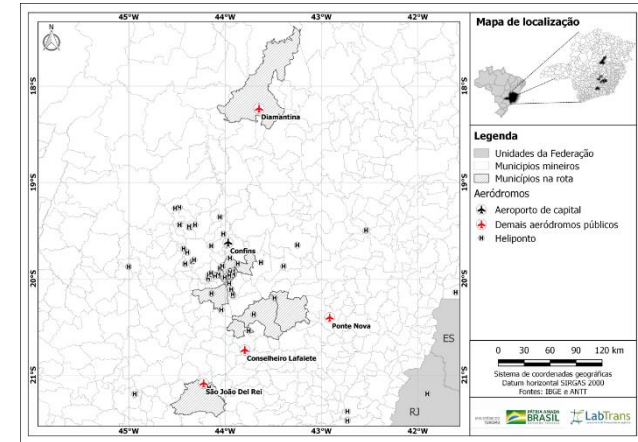 45°W 44°W 43°W 42°W
Mapa de localização
18°S 18°S
Diamantina
Legenda
Unidades da Federação
Municípios mineiros
Municípios na rota
Aeródromos
Aeroporto de capital
Demais aeródromos públicos
H Heliponto
19°S 19°S
Confins
20°S 20°S
Ponte Nova
ES
Conselheiro Lafaiete
0 30 60 90 120 km
Sistema de coordenadas geográficas
Datum horizontal SIRGAS 2000
Fontes: IBGE e ANTT
21°S 21°S
São João Del Rei
RJ
PÁTRIA AMADA
BRASIL
LabTrans
45°W 44°W 43°W 42°W